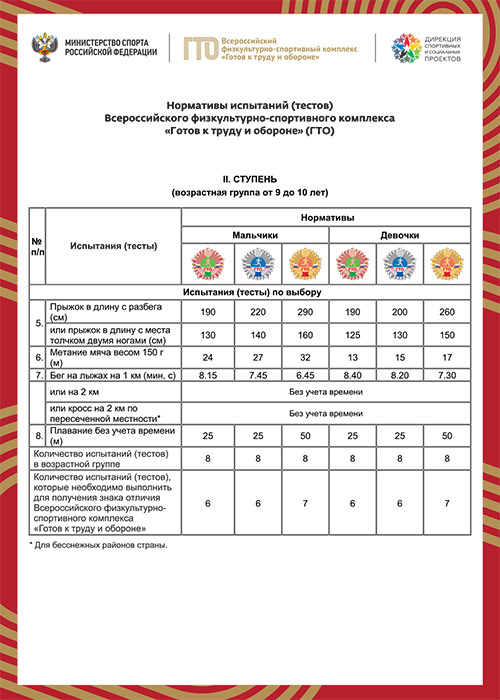 МИНИСТЕРСТВО СПОРТА
РОССИЙСКОЙ ФЕДЕРАЦИИ
ГТО
Всероссийский
физкультурно-спортивный комплекс
«Готов к труду и обороне»
ДИРЕКЦИЯ
СПОРТИВНЫХ
И СОЦИАЛЬНЫХ
ПРОЕКТОВ
Нормативы испытаний (тестов)
Всероссийского физкультурно-спортивного комплекса
«Готов к труду и обороне» (ГТО)
II. СТУПЕНЬ
(возрастная группа от 9 до 10 лет)
№ п/п Испытания (тесты) Нормативы
Мальчики Девочки
ГТО ГТО ГТО ГТО ГТО ГТО
Испытания (тесты) по выбору
5. Прыжок в длину с разбега
(см) 190 220 290 190 200 260
или прыжок в длину с места
толчком двумя ногами (см) 130 140 160 125 130 150
6. Метание мяча весом 150 г
(м) 24 27 32 13 15 17
7. Бег на лыжах на 1 км (мин, с) 8.15 7.45 6.45 8.40 8.20 7.30
или на 2 км Без учета времени
или кросс на 2 км по
пересеченной местности* Без учета времени
8. Плавание без учета времени
(м) 25 25 50 25 25 50
Количество испытаний (тестов)
в возрастной группе 8 8 8 8 8 8
Количество испытаний (тестов),
которые необходимо выполнить
для получения знака отличия
Всероссийского физкультурно-
спортивного комплекса
«Готов к труду и обороне» 6 6 7 6 6 7
* Для бесснежных районов страны.